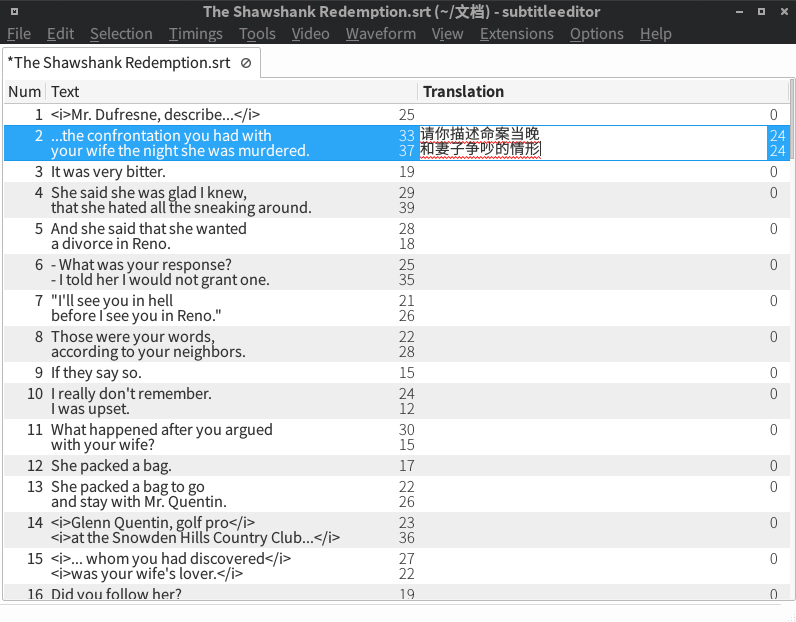 The Shawshank Redemption.srt (~/文档) - subtitleeditor
File Edit Selection Timings Tools Video Waveform View Extensions Options Help
*The Shawshank Redemption.srt
Num Text Translation
1 <i>Mr. Dufresne, describe...</i> 25 0
2 ...the confrontation you had with 33 请你描述命案当晚 24
your wife the night she was murdered. 37 和妻子争吵的情形 24
3 It was very bitter. 19 0
4 She said she was glad I knew, 29 0
that she hated all the sneaking around. 39
5 And she said that she wanted 28 0
a divorce in Reno. 18
6 - What was your response? 25 0
- I told her I would not grant one. 35
7 "I'll see you in hell 21 0
before I see you in Reno." 26
8 Those were your words, 22 0
according to your neighbors. 28
9 If they say so. 15 0
10 I really don't remember. 24 0
I was upset. 12
11 What happened after you argued 30 0
with your wife? 15
12 She packed a bag. 17 0
13 She packed a bag to go 22 0
and stay with Mr. Quentin. 26
14 <i>Glenn Quentin, golf pro</i> 23 0
<i>at the Snowden Hills Country Club...</i> 36
15 <i>... whom you had discovered</i> 27 0
<i>was your wife's lover.</i> 22
16 Did you follow her? 19 0